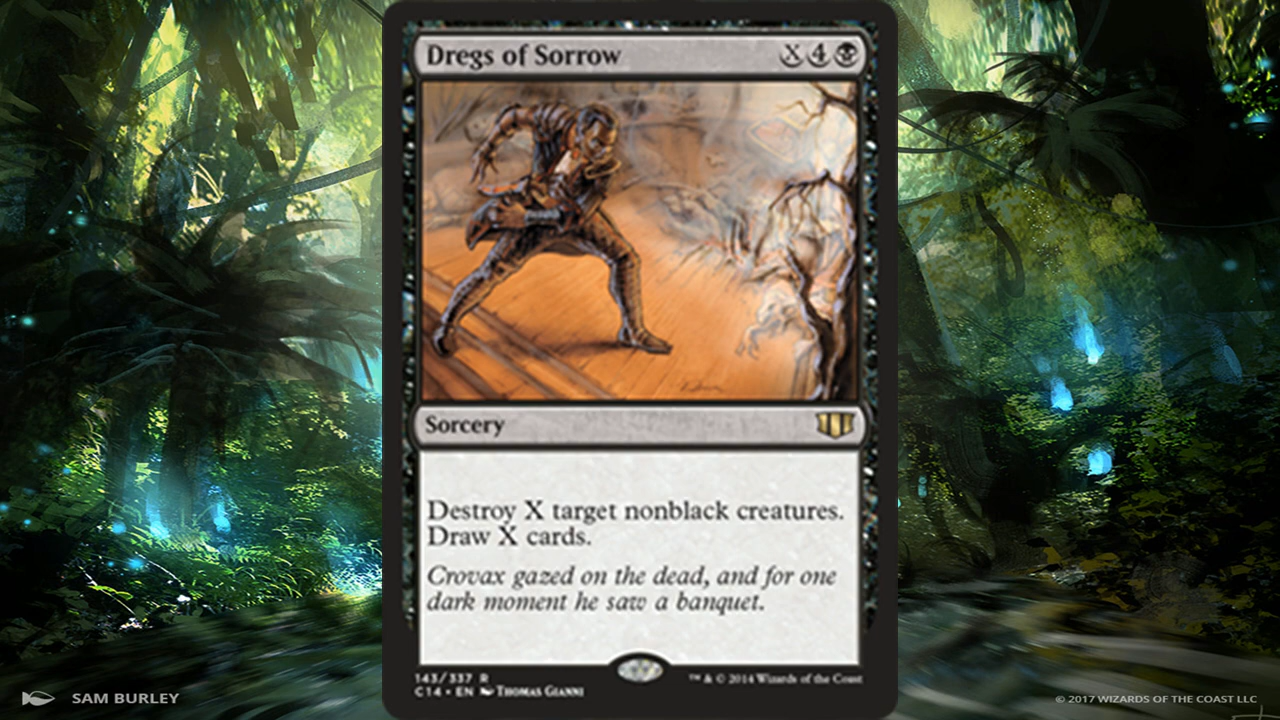 Dregs of Sorrow X4
Sorcery
Destroy X target nonblack creatures.
Draw X cards.
Crovax gazed on the dead, and for one
dark moment he saw a banquet.
143/337 R
C14 • EN Thomas Gianni
™ & © 2014 Wizards of the Coast
SAM BURLEY
© 2017 WIZARDS OF THE COAST LLC